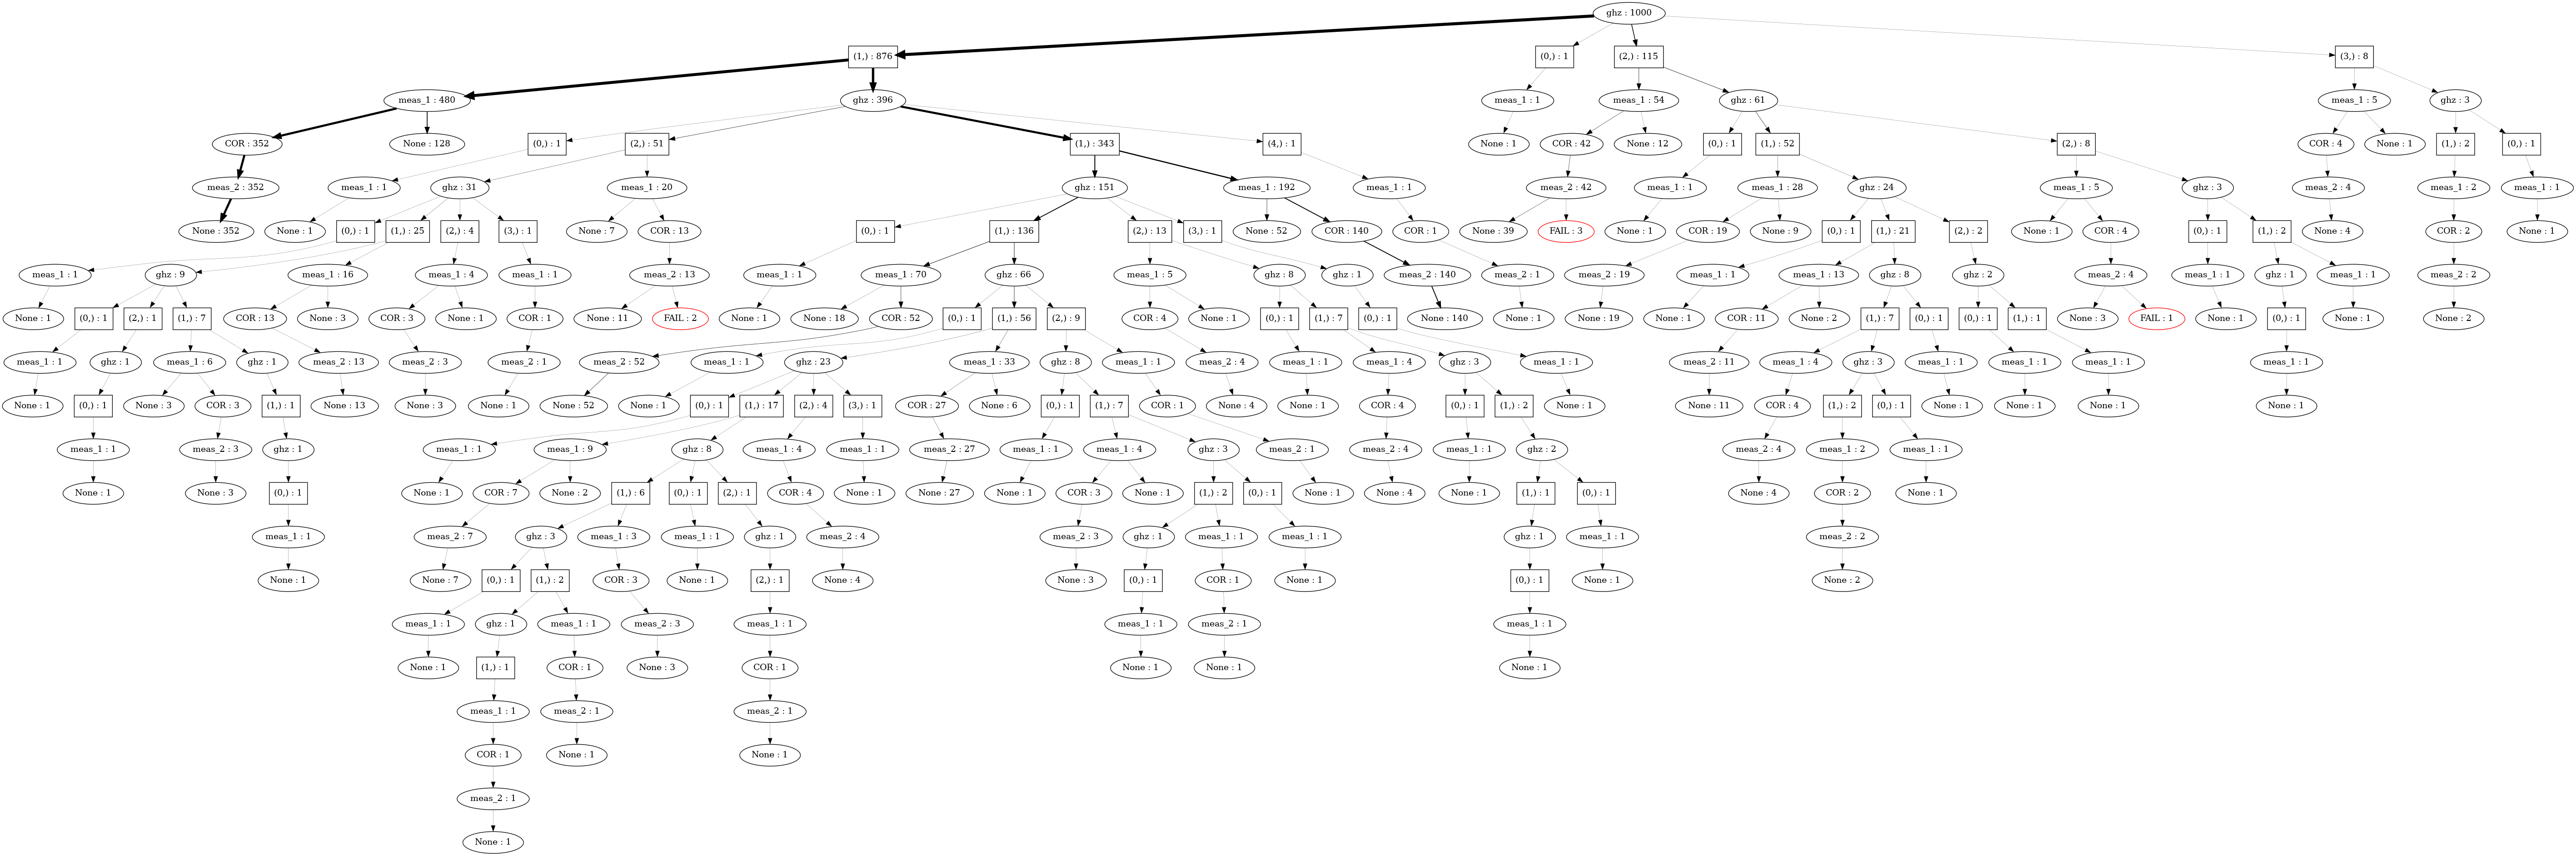 ghz : 1000
(1,) : 876
(0,) : 1
(2,) : 115
(3,) : 8
meas_1 : 480
ghz : 396
meas_1 : 1
meas_1 : 54
ghz : 61
meas_1 : 5
ghz : 3
COR : 352
None : 128
(0,) : 1
(2,) : 51
(1,) : 343
(4,) : 1
None : 1
COR : 42
None : 12
(0,) : 1
(1,) : 52
(2,) : 8
COR : 4
None : 1
(1,) : 2
(0,) : 1
meas_2 : 352
meas_1 : 1
ghz : 31
meas_1 : 20
ghz : 151
meas_1 : 192
meas_1 : 1
meas_2 : 42
meas_1 : 1
meas_1 : 28
ghz : 24
meas_1 : 5
ghz : 3
meas_2 : 4
meas_1 : 2
meas_1 : 1
None : 352
None : 1
(0,) : 1
(1,) : 25
(2,) : 4
(3,) : 1
None : 7
COR : 13
(0,) : 1
(1,) : 136
(2,) : 13
(3,) : 1
None : 52
COR : 140
COR : 1
None : 39
FAIL : 3
None : 1
COR : 19
None : 9
(0,) : 1
(1,) : 21
(2,) : 2
None : 1
COR : 4
(0,) : 1
(1,) : 2
None : 4
COR : 2
None : 1
meas_1 : 1
ghz : 9
meas_1 : 16
meas_1 : 4
meas_1 : 1
meas_2 : 13
meas_1 : 1
meas_1 : 70
ghz : 66
meas_1 : 5
ghz : 8
ghz : 1
meas_2 : 140
meas_2 : 1
meas_2 : 19
meas_1 : 1
meas_1 : 13
ghz : 8
ghz : 2
meas_2 : 4
meas_1 : 1
ghz : 1
meas_1 : 1
meas_2 : 2
None : 1
(0,) : 1
(2,) : 1
(1,) : 7
COR : 13
None : 3
COR : 3
None : 1
COR : 1
None : 11
FAIL : 2
None : 1
None : 18
COR : 52
(0,) : 1
(1,) : 56
(2,) : 9
COR : 4
None : 1
(0,) : 1
(1,) : 7
(0,) : 1
None : 140
None : 1
None : 19
None : 1
COR : 11
None : 2
(1,) : 7
(0,) : 1
(0,) : 1
(1,) : 1
None : 3
FAIL : 1
None : 1
(0,) : 1
None : 1
None : 2
meas_1 : 1
ghz : 1
meas_1 : 6
ghz : 1
meas_2 : 13
meas_2 : 3
meas_2 : 1
meas_2 : 52
meas_1 : 1
ghz : 23
meas_1 : 33
ghz : 8
meas_1 : 1
meas_2 : 4
meas_1 : 1
meas_1 : 4
ghz : 3
meas_1 : 1
meas_2 : 11
meas_1 : 4
ghz : 3
meas_1 : 1
meas_1 : 1
meas_1 : 1
meas_1 : 1
None : 1
(0,) : 1
None : 3
COR : 3
(1,) : 1
None : 13
None : 3
None : 1
None : 52
None : 1
(0,) : 1
(1,) : 17
(2,) : 4
(3,) : 1
COR : 27
None : 6
(0,) : 1
(1,) : 7
COR : 1
None : 4
None : 1
COR : 4
(0,) : 1
(1,) : 2
None : 1
None : 11
COR : 4
(1,) : 2
(0,) : 1
None : 1
None : 1
None : 1
None : 1
meas_1 : 1
meas_2 : 3
ghz : 1
meas_1 : 1
meas_1 : 9
ghz : 8
meas_1 : 4
meas_1 : 1
meas_2 : 27
meas_1 : 1
meas_1 : 4
ghz : 3
meas_2 : 1
meas_2 : 4
meas_1 : 1
ghz : 2
meas_2 : 4
meas_1 : 2
meas_1 : 1
None : 1
None : 3
(0,) : 1
None : 1
COR : 7
None : 2
(1,) : 6
(0,) : 1
(2,) : 1
COR : 4
None : 1
None : 27
None : 1
COR : 3
None : 1
(1,) : 2
(0,) : 1
None : 1
None : 4
None : 1
(1,) : 1
(0,) : 1
None : 4
COR : 2
None : 1
meas_1 : 1
meas_2 : 7
ghz : 3
meas_1 : 3
meas_1 : 1
ghz : 1
meas_2 : 4
meas_2 : 3
ghz : 1
meas_1 : 1
meas_1 : 1
ghz : 1
meas_1 : 1
meas_2 : 2
None : 1
None : 7
(0,) : 1
(1,) : 2
COR : 3
None : 1
(2,) : 1
None : 4
None : 3
(0,) : 1
COR : 1
None : 1
(0,) : 1
None : 1
None : 2
meas_1 : 1
ghz : 1
meas_1 : 1
meas_2 : 3
meas_1 : 1
meas_1 : 1
meas_2 : 1
meas_1 : 1
None : 1
(1,) : 1
COR : 1
None : 3
COR : 1
None : 1
None : 1
None : 1
meas_1 : 1
meas_2 : 1
meas_2 : 1
COR : 1
None : 1
None : 1
meas_2 : 1
None : 1